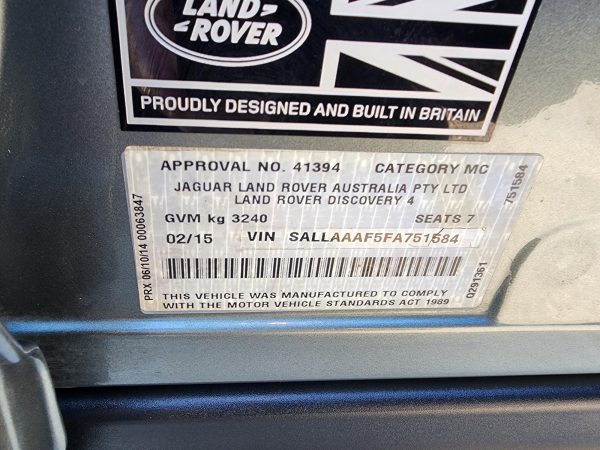 LAND-
-ROVER
PROUDLY DESIGNED AND BUILT IN BRITAIN
APPROVAL NO. 41394 CATEGORY MC
JAGUAR LAND ROVER AUSTRALIA PTY LTD
LAND ROVER DISCOVERY 4
GVM kg 3240 SEATS 7
02/15 VIN SALLAAAF5FA751584
THIS VEHICLE WAS MANUFACTURED TO COMPLY
WITH THE MOTOR VEHICLE STANDARDS ACT 1989
PRX 06/10/14 00063847
751584
Q291361